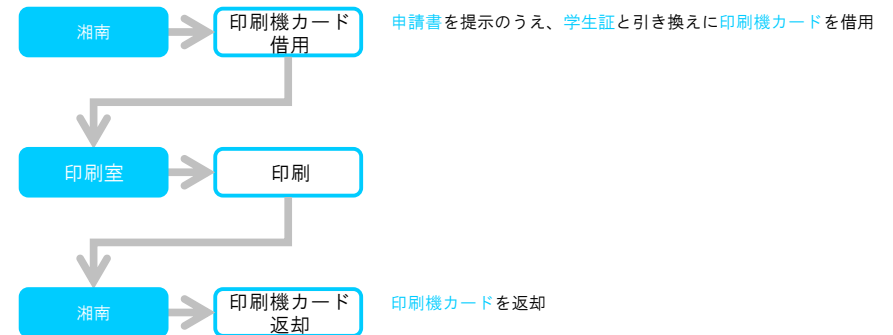 湘南
印刷機カード
借用
申請書を提示のうえ、学生証と引き換えに印刷機カードを借用
印刷室
印刷
湘南
印刷機カード
返却
印刷機カードを返却